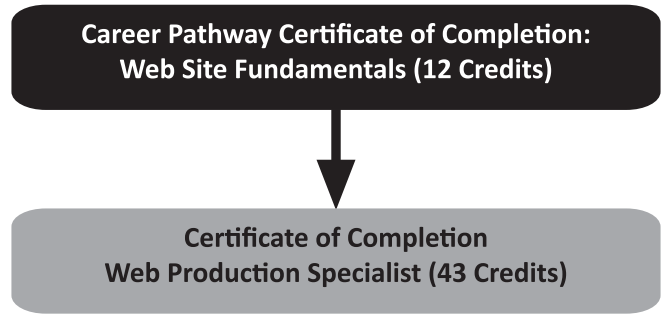 Career Pathway Certificate of Completion:
Web Site Fundamentals (12 Credits)
Certificate of Completion
Web Production Specialist (43 Credits)